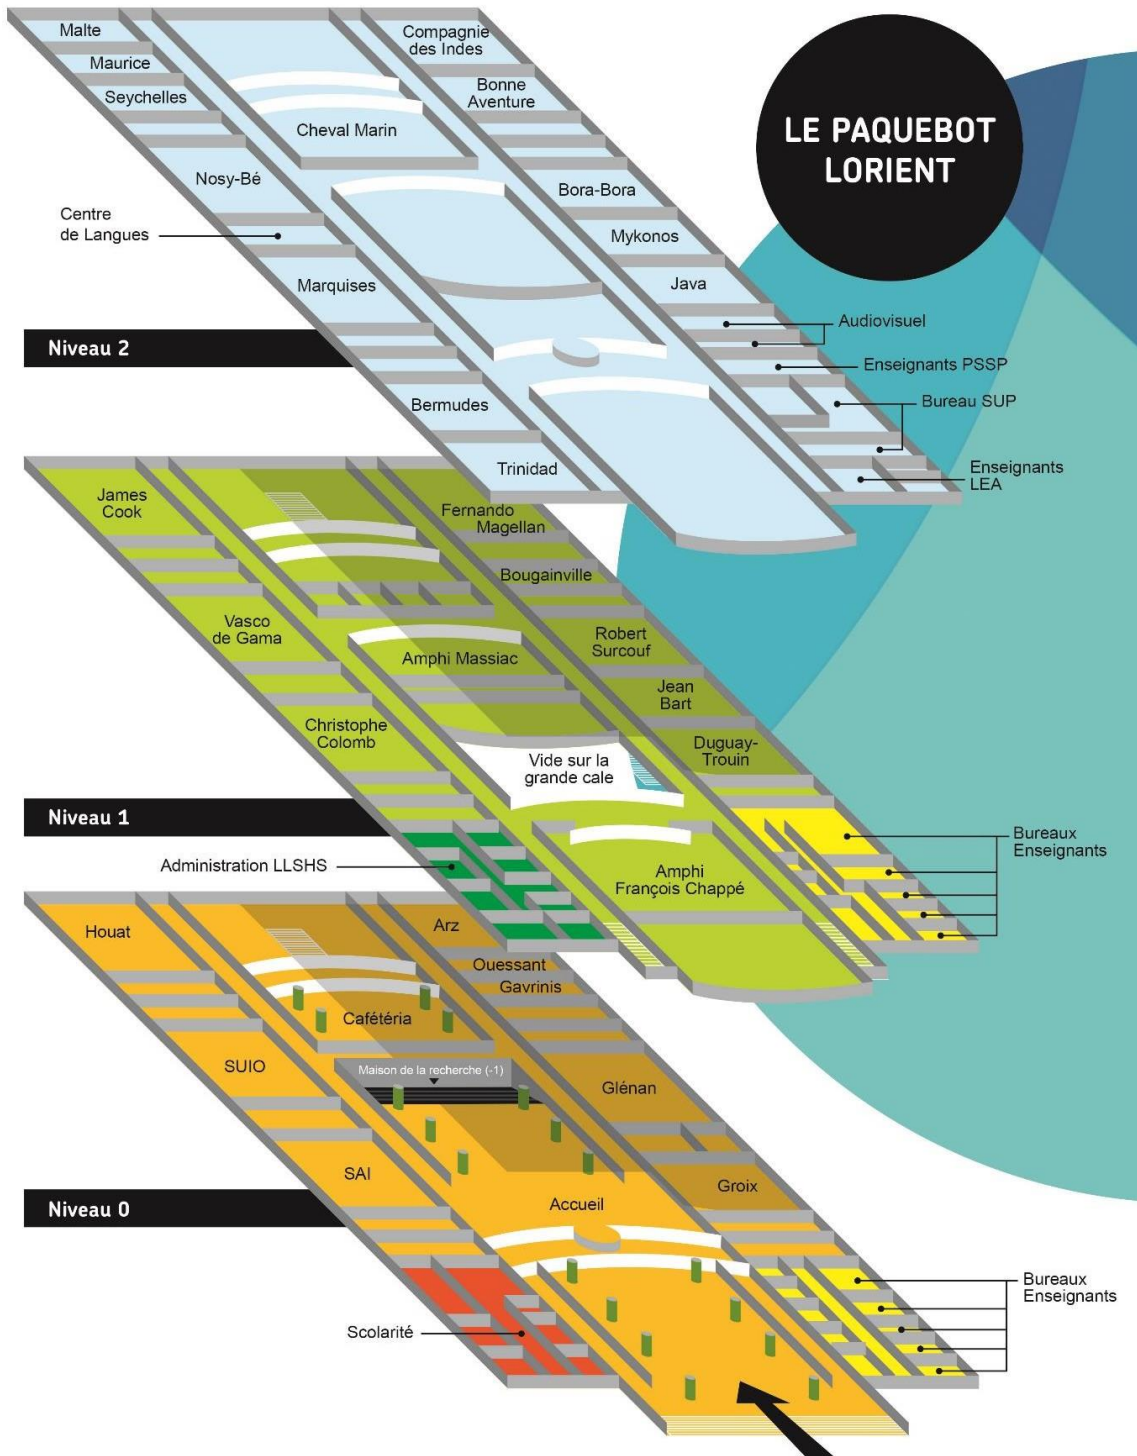 LE PAQUEBOT
LORIENT
Malte
Maurice
Seychelles
Nosy-Bé
Centre
de Langues
Marquises
Bermudes
Trinidad
Cheval Marin
Compagnie
des Indes
Bonne
Aventure
Bora-Bora
Mykonos
Java
Audiovisuel
Enseignants PSSP
Bureau SUP
Enseignants
LEA
Niveau 2
James
Cook
Vasco
de Gama
Christophe
Colomb
Administration LLSHS
Amphi Massiac
Vide sur la
grande cale
Amphi
François Chappé
Fernando
Magellan
Bougainville
Robert
Surcouf
Jean
Bart
Duguay-
Trouin
Bureaux
Enseignants
Niveau 1
Houat
SUIO
SAI
Scolarité
Cafétéria
Maison de la recherche (-1)
Accueil
Arz
Ouessant
Gavrinis
Glénan
Groix
Bureaux
Enseignants
Niveau 0